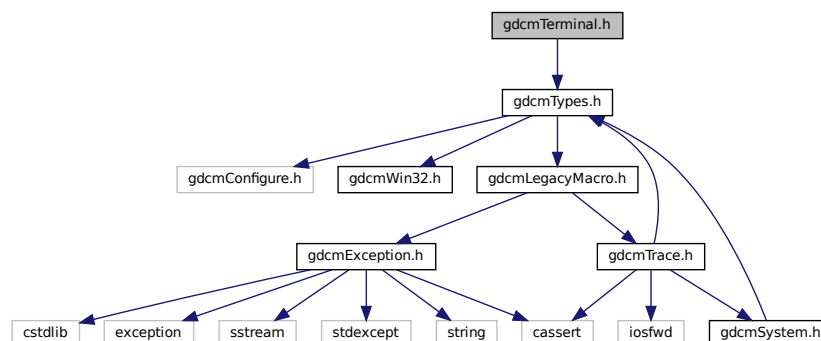 gdcmTerminal.h
gdcmTypes.h
gdcmConfigure.h
gdcmWin32.h
gdcmLegacyMacro.h
gdcmException.h
gdcmTrace.h
cstdlib
exception
sstream
stdexcept
string
cassert
iosfwd
gdcmSystem.h